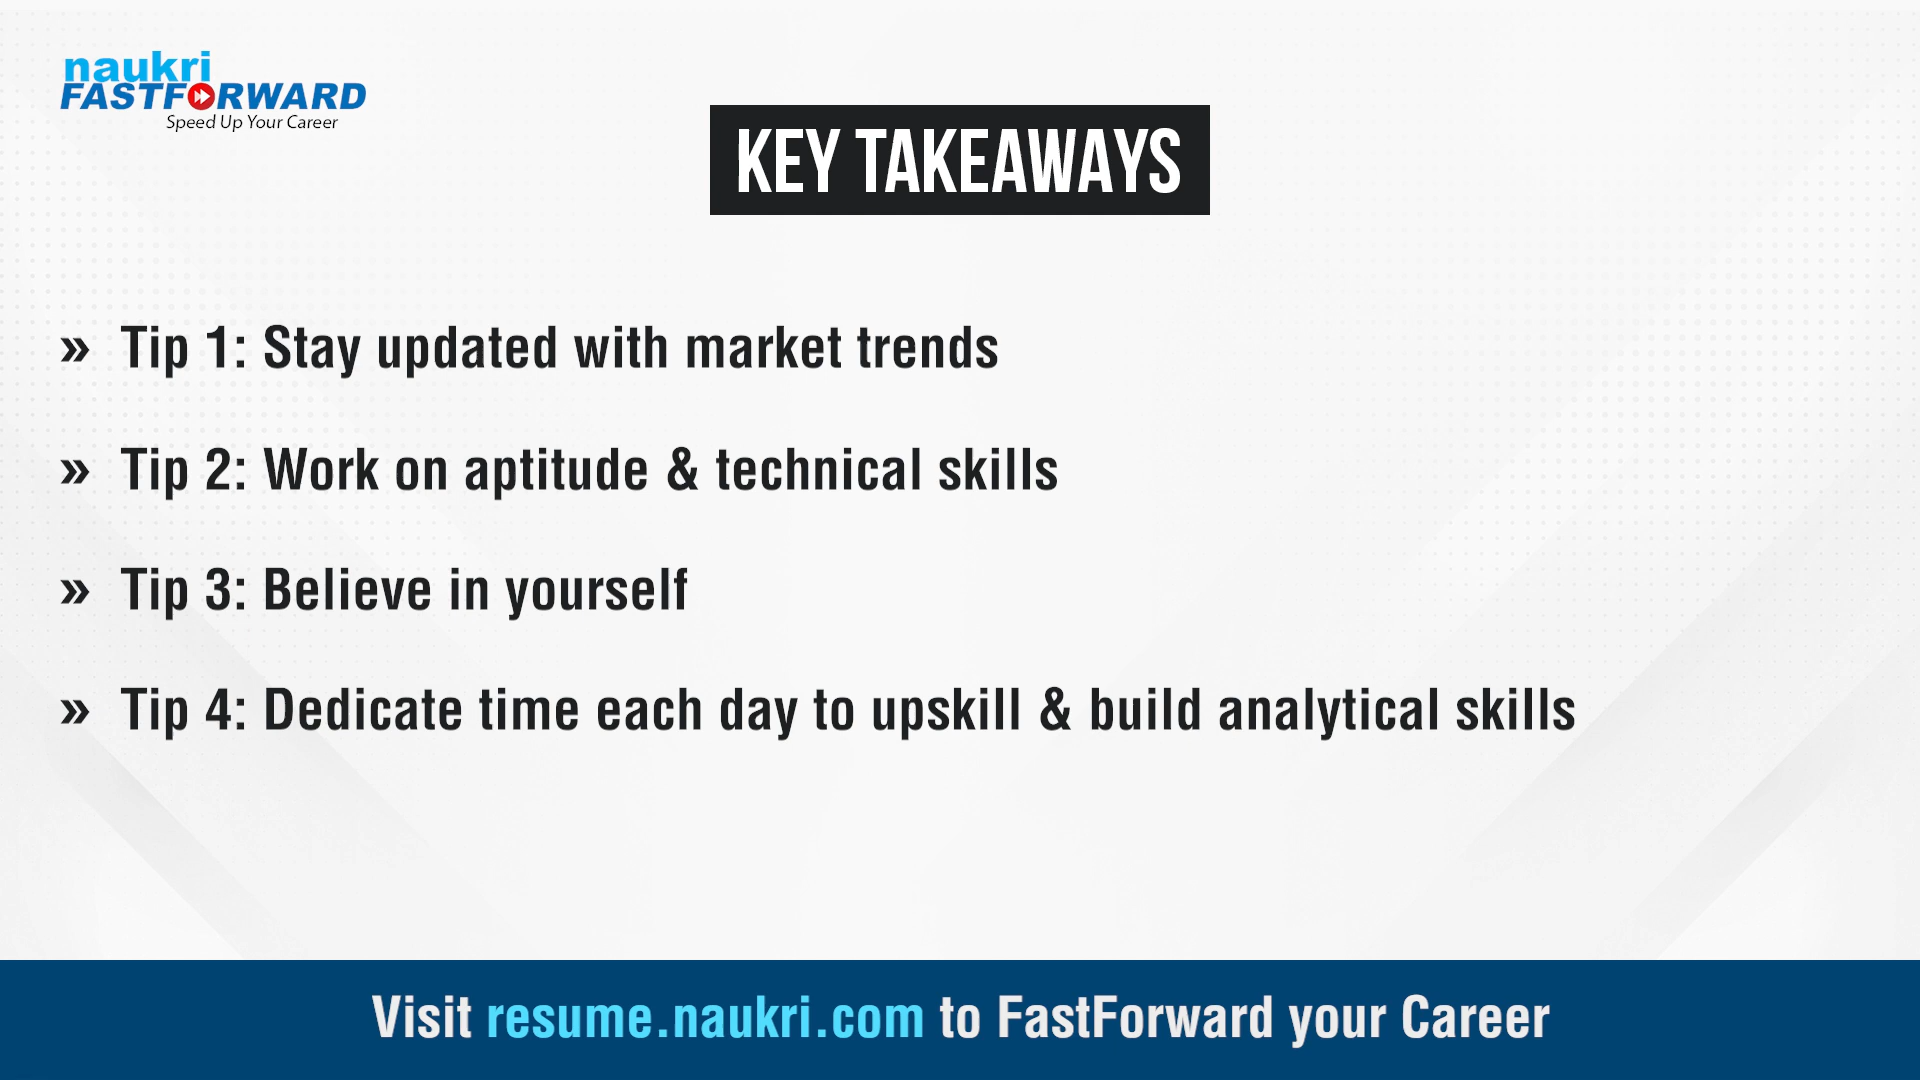 naukri
FASTFORWARD
Speed Up Your Career
KEY TAKEAWAYS
» Tip 1: Stay updated with market trends
» Tip 2: Work on aptitude & technical skills
» Tip 3: Believe in yourself
» Tip 4: Dedicate time each day to upskill & build analytical skills
Visit resume.naukri.com to FastForward your Career